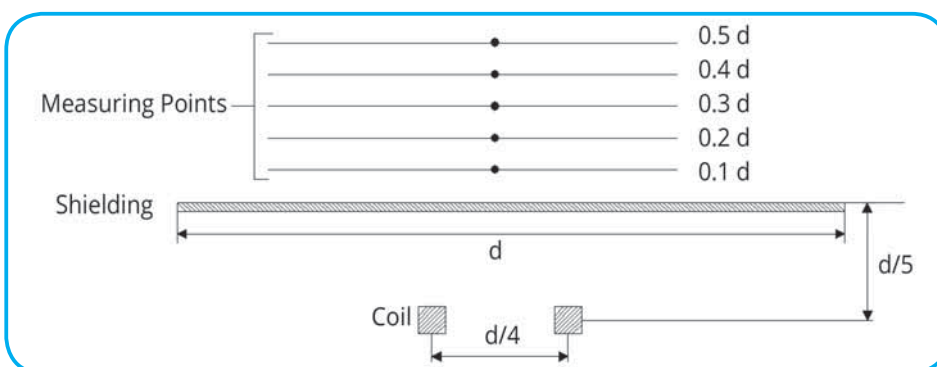 0.5 d
0.4 d
Measuring Points
0.3 d
0.2 d
0.1 d
Shielding
d
d/5
Coil
d/4